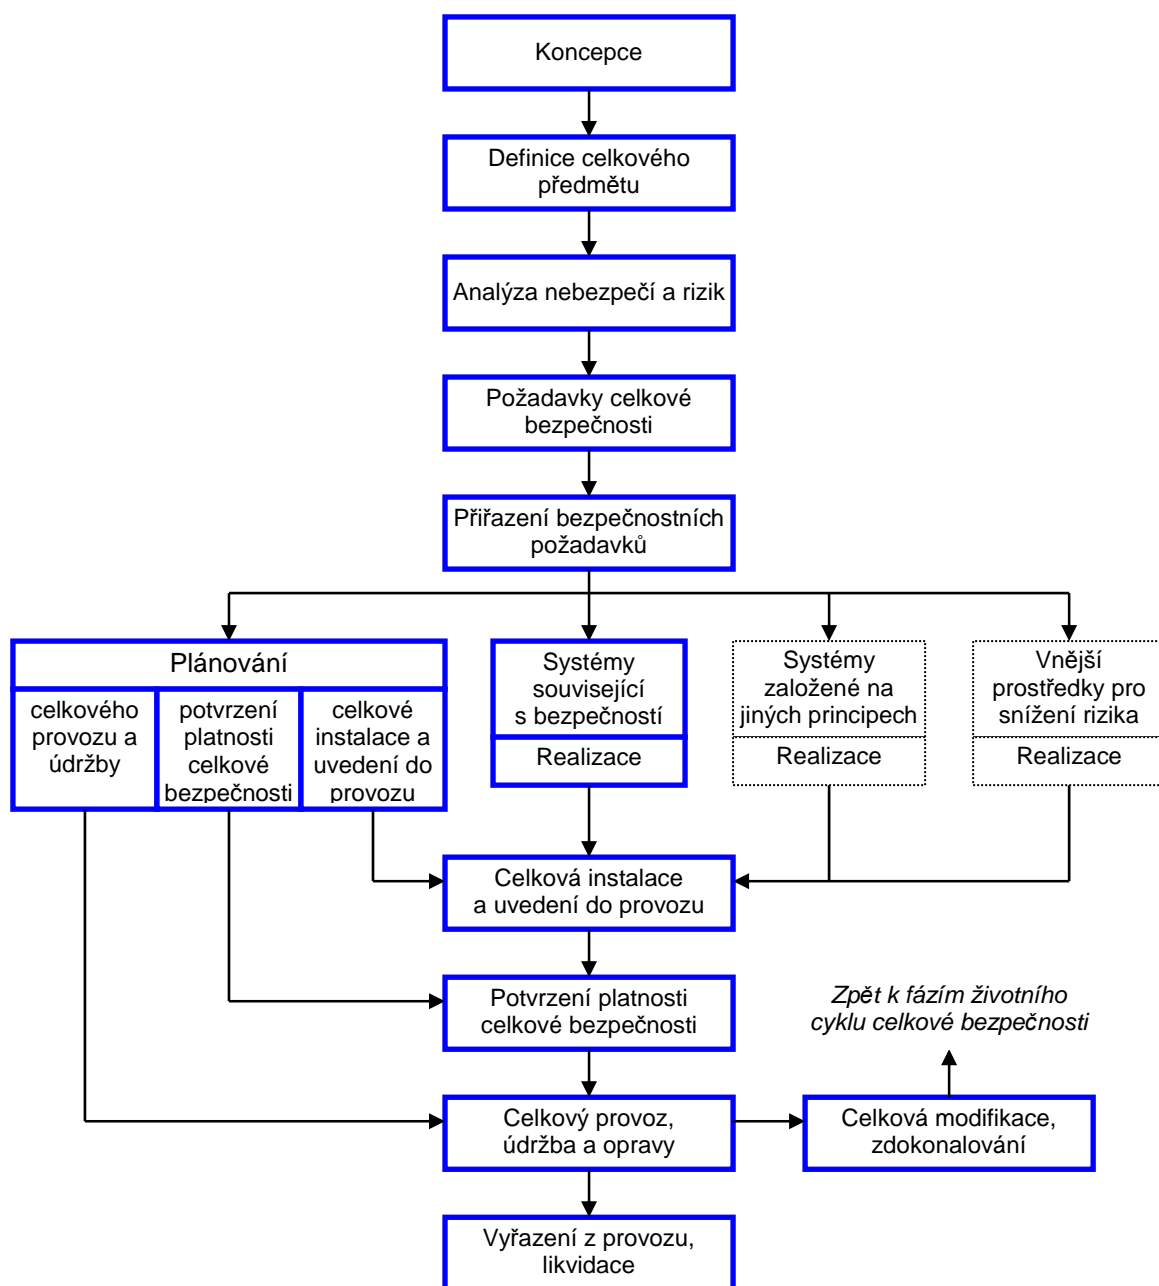 Koncepce
Definice celkového
předmětu
Analýza nebezpečí a rizik
Požadavky celkové
bezpečnosti
Přiřazení bezpečnostních
požadavků
Plánování
celkového
provozu a
údržby
potvrzení
platnosti
celkové
bezpečnosti
celkové
instalace a
uvedení do
provozu
Systémy
související
s bezpečností
Realizace
Systémy
založené na
jiných principech
Realizace
Vnější
prostředky pro
snížení rizika
Realizace
Celková instalace
a uvedení do provozu
Potvrzení platnosti
celkové bezpečnosti
Zpět k fázím životního
cyklu celkové bezpečnosti
Celkový provoz,
údržba a opravy
Celková modifikace,
zdokonalování
Vyřazení z provozu,
likvidace